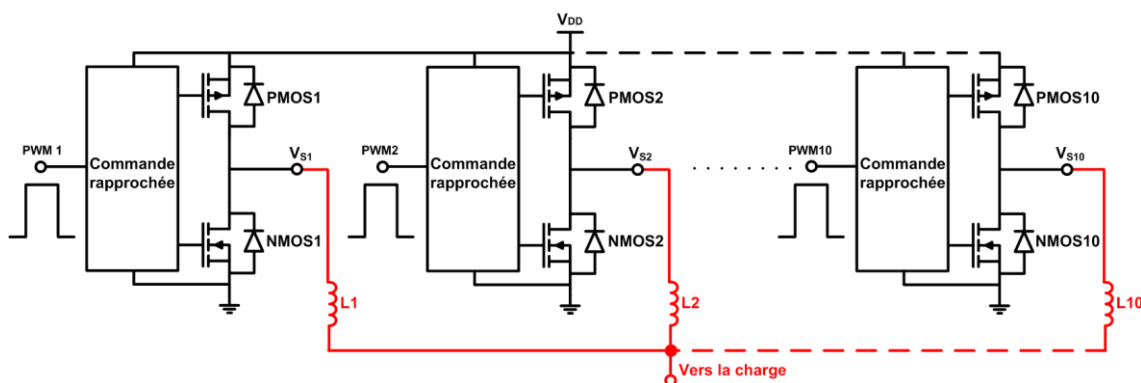 VDD
PMOS1
PMOS2
PMOS10
PWM 1
Commande
rapprochée
VS1
PWM2
Commande
rapprochée
VS2
PWM10
Commande
rapprochée
VS10
NMOS1
NMOS2
NMOS10
L1
L2
L10
Vers la charge